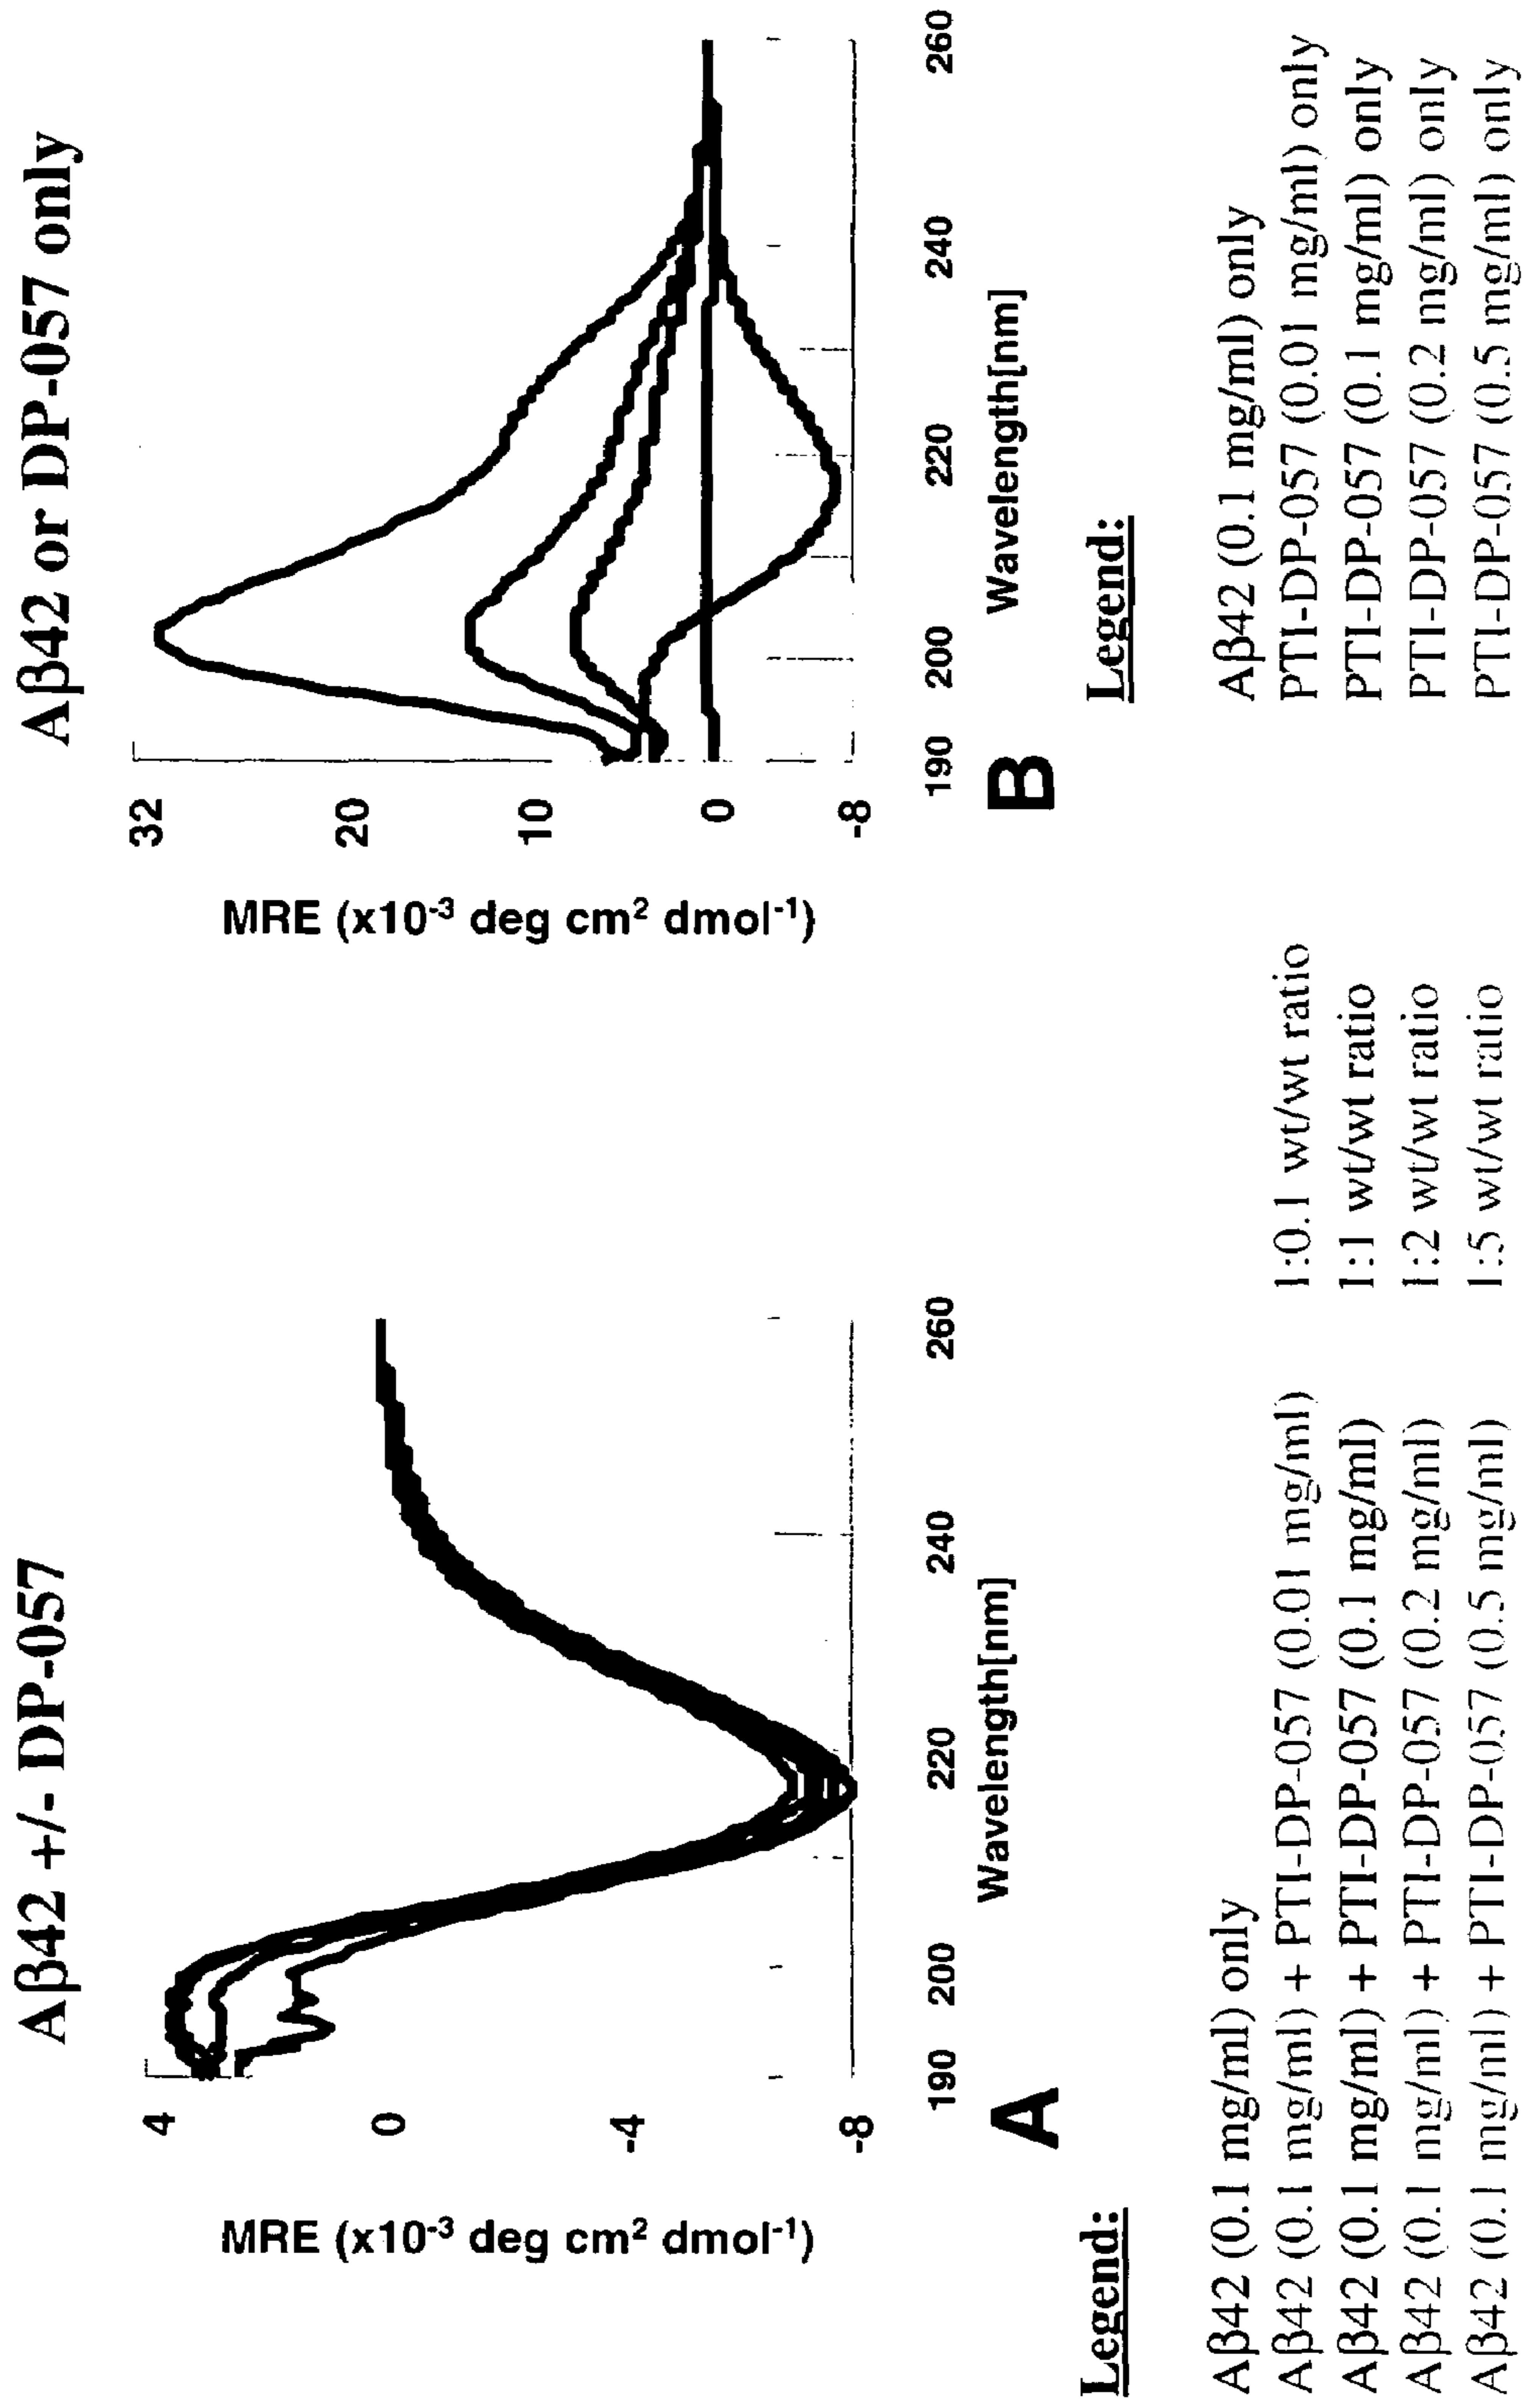 Aβ42 +/- DP-057
MRE (x10⁻³ deg cm² dmol⁻¹)
4
0
-4
-8
190
200
220
240
260
Wavelength[nm]
A
Legend:
Aβ42 (0.1 mg/ml) only
Aβ42 (0.1 mg/ml) + PTI-DP-057 (0.01 mg/ml) 1:0.1 wt/wt ratio
Aβ42 (0.1 mg/ml) + PTI-DP-057 (0.1 mg/ml) 1:1 wt/wt ratio
Aβ42 (0.1 mg/ml) + PTI-DP-057 (0.2 mg/ml) 1:2 wt/wt ratio
Aβ42 (0.1 mg/ml) + PTI-DP-057 (0.5 mg/ml) 1:5 wt/wt ratio
Aβ42 or DP-057 only
MRE (x10⁻³ deg cm² dmol⁻¹)
32
20
10
0
-8
190
200
220
240
260
Wavelength[nm]
B
Legend:
Aβ42 (0.1 mg/ml) only
PTI-DP-057 (0.01 mg/ml) only
PTI-DP-057 (0.1 mg/ml) only
PTI-DP-057 (0.2 mg/ml) only
PTI-DP-057 (0.5 mg/ml) only